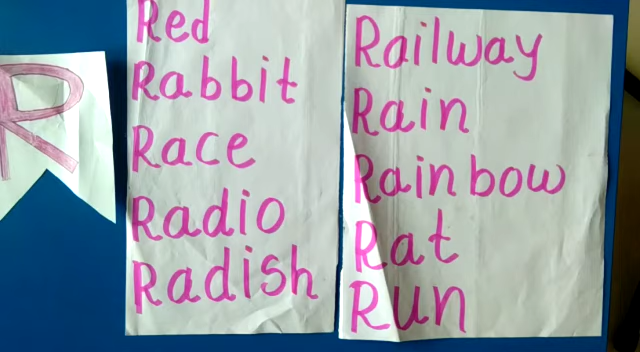 R
Red
Rabbit
Race
Radio
Radish
Railway
Rain
Rainbow
Rat
Run